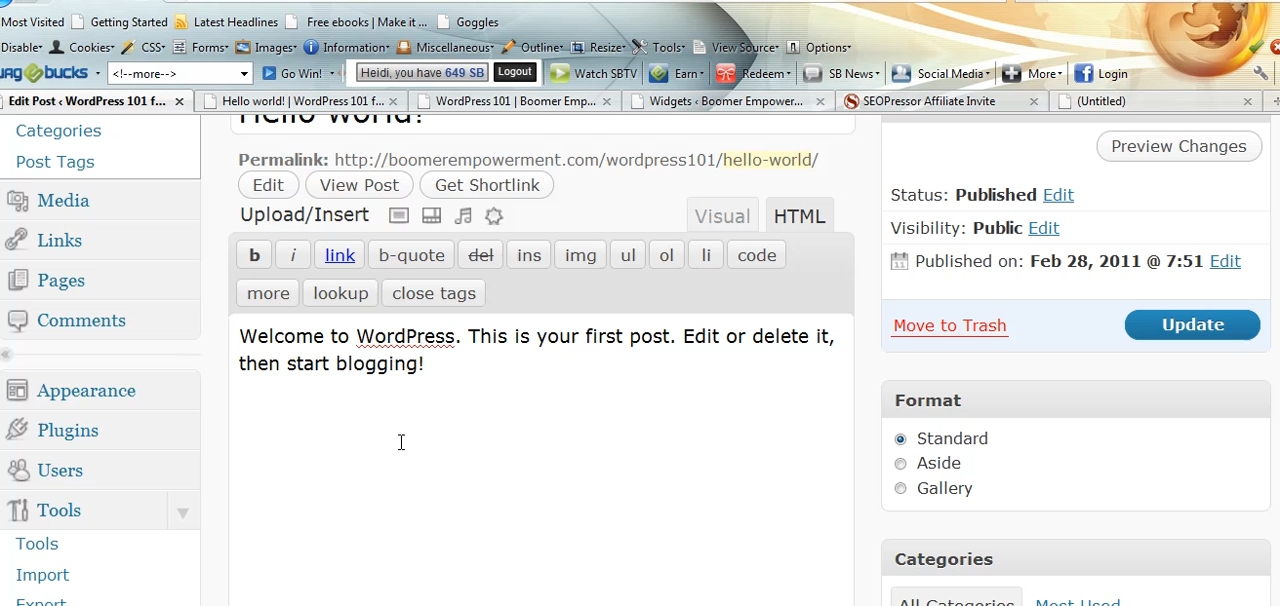 Most Visited Getting Started Latest Headlines Free ebooks | Make it ... Goggles
Disable Cookies CSS Forms Images Information Miscellaneous Outline Resize Tools View Source Options
<!--more--> Go Win! Heidi, you have 649 SB Logout Watch SBTV Earn Redeem SB News Social Media More Login
Edit Post ‹ WordPress 101 f... Hello world! | WordPress 101 f... WordPress 101 | Boomer Emp... Widgets ‹ Boomer Empower... SEOPressor Affiliate Invite (Untitled)
Categories
Post Tags
Media
Links
Pages
Comments
Appearance
Plugins
Users
Tools
Tools
Import
Export
Hello world!
Permalink: http://boomerempowerment.com/wordpress101/hello-world/
Edit View Post Get Shortlink
Upload/Insert Visual HTML
b i link b-quote del ins img ul ol li code
more lookup close tags
Welcome to WordPress. This is your first post. Edit or delete it,
then start blogging!
Preview Changes
Status: Published Edit
Visibility: Public Edit
11 Published on: Feb 28, 2011 @ 7:51 Edit
Move to Trash Update
Format
Standard
Aside
Gallery
Categories
All Categories Most Used